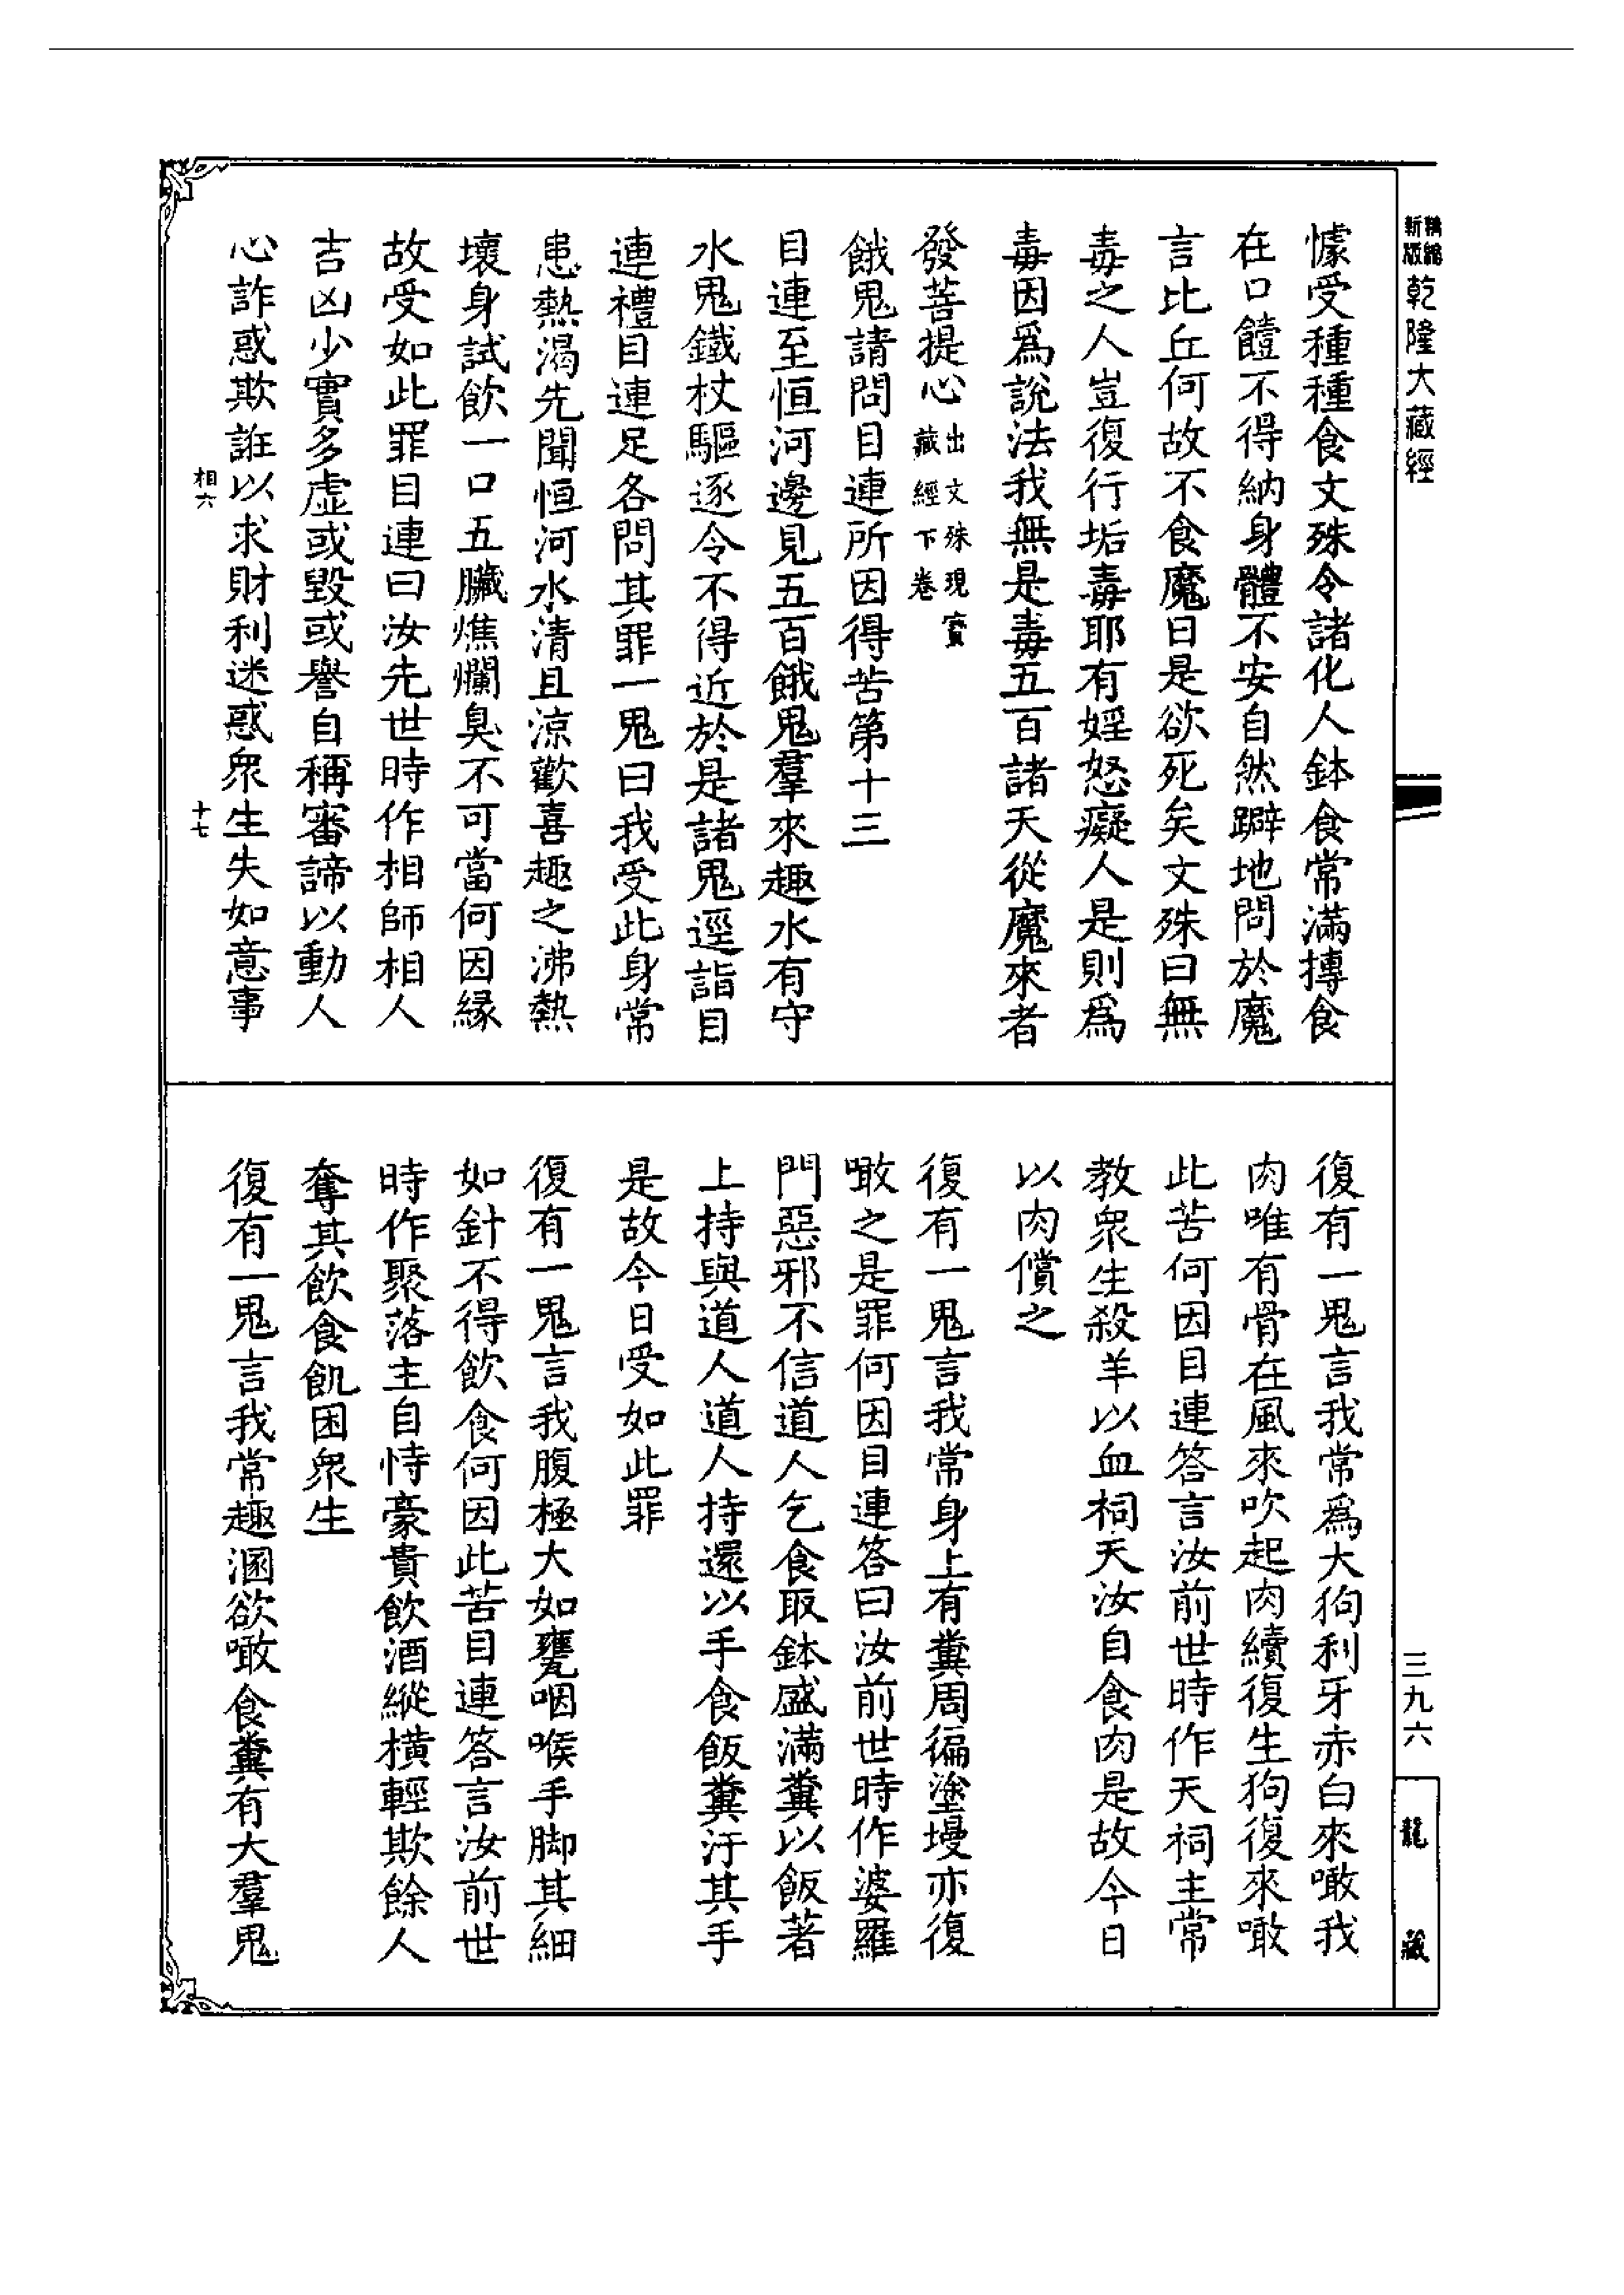 精縮新版乾隆大藏經
懅受種種食文殊令諸化人鉢食常滿摶食
在口饐不得納身體不安自然躃地問於魔
言比丘何故不食魔曰是欲死矣文殊曰無
毒之人豈復行垢毒耶有婬怒癡人是則爲
毒因爲說法我無是毒五百諸天從魔來者
發菩提心出文殊現寶藏經下卷
餓鬼請問目連所因得苦第十三
目連至恒河邊見五百餓鬼羣來趣水有守
水鬼鐵杖驅逐令不得近於是諸鬼逕詣目
連禮目連足各問其罪一鬼曰我受此身常
患熱渴先聞恒河水清且涼歡喜趣之沸熱
壞身試飲一口五臟燋爛臭不可當何因緣
故受如此罪目連曰汝先世時作相師相人
吉凶少實多虛或毀或譽自稱審諦以動人
心詐惑欺誑以求財利迷惑衆生失如意事
相六 十七
復有一鬼言我常爲大狗利牙赤白來噉我
肉唯有骨在風來吹起肉續復生狗復來噉
此苦何因目連答言汝前世時作天祠主常
教衆生殺羊以血祠天汝自食肉是故今日
以肉償之
復有一鬼言我常身上有糞周徧塗墁亦復
噉之是罪何因目連答曰汝前世時作婆羅
門惡邪不信道人乞食取鉢盛滿糞以飯著
上持與道人道人持還以手食飯糞汙其手
是故今日受如此罪
復有一鬼言我腹極大如甕咽喉手脚其細
如針不得飲食何因此苦目連答言汝前世
時作聚落主自恃豪貴飲酒縱橫輕欺餘人
奪其飲食飢困衆生
復有一鬼言我常趣溷欲噉食糞有大羣鬼
三九六
龍藏